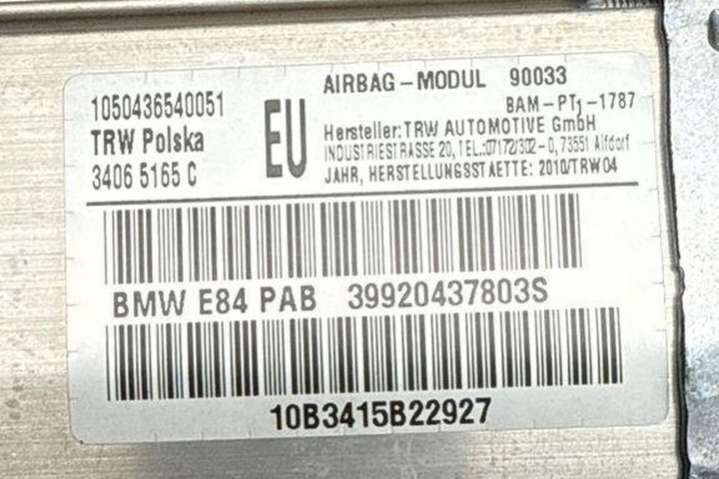 1050436540051
TRW Polska
3406 5165 C
EU
AIRBAG-MODUL 90033
BAM-PT1-1787
Hersteller: TRW AUTOMOTIVE GmbH
INDUSTRIESTRASSE 20, TEL.:07172/302-0, 73551 Alfdorf
JAHR, HERSTELLUNGSSTAETTE: 2010/TRW04
BMW E84 PAB 39920437803S
10B3415B22927